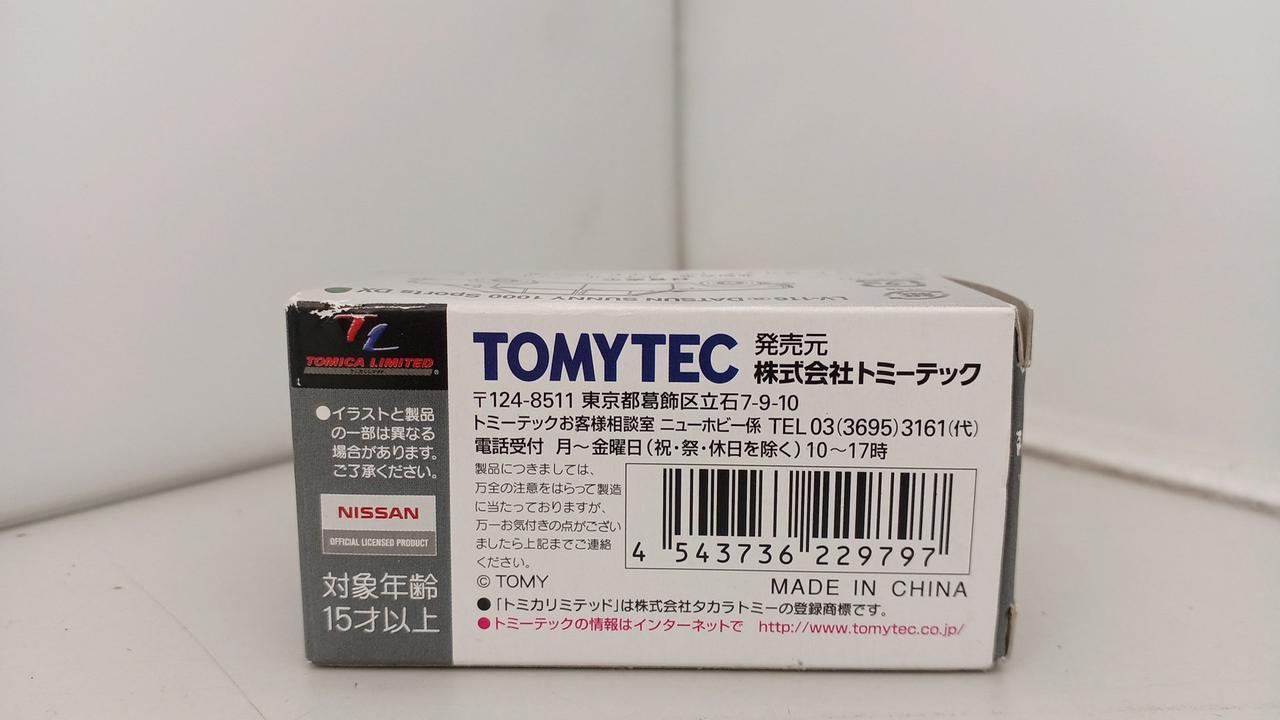 LV-116a DATSUN SUNNY 1000 Sports DX
TL
TOMICA LIMITED
●イラストと製品
の一部は異なる
場合があります。
ご了承ください。
NISSAN
OFFICIAL LICENSED PRODUCT
対象年齢
15才以上
TOMYTEC 発売元
株式会社トミーテック
〒124-8511 東京都葛飾区立石7-9-10
トミーテックお客様相談室 ニューホビー係 TEL 03(3695)3161(代)
電話受付 月〜金曜日(祝・祭・休日を除く)10〜17時
製品につきましては、
万全の注意をはらって製造
に当たっておりますが、
万一お気付きの点がござい
ましたら上記までご連絡
ください。
4 543736 229797
© TOMY
MADE IN CHINA
●「トミカリミテッド」は株式会社タカラトミーの登録商標です。
●トミーテックの情報はインターネットで http://www.tomytec.co.jp/